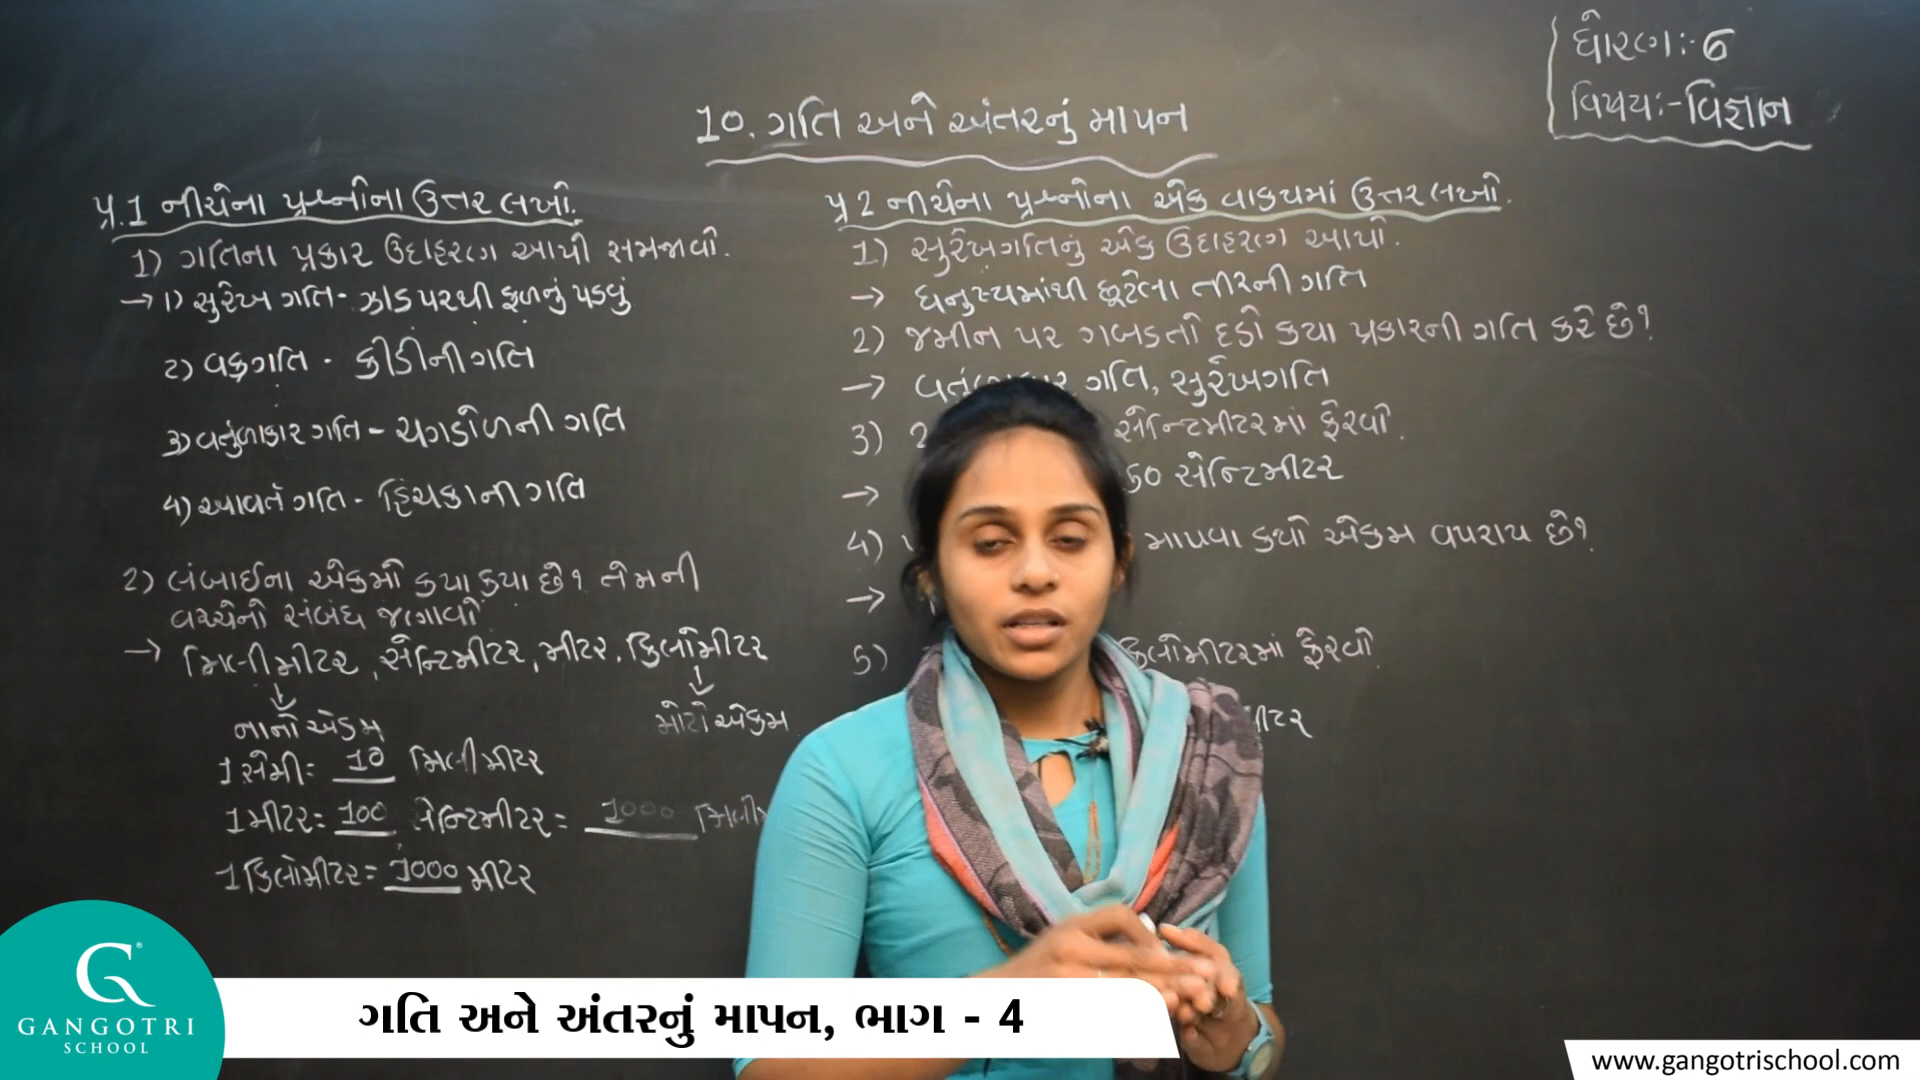 ધોરણ:- ૬
વિષય:- વિજ્ઞાન
10. ગતિ અને અંતરનું માપન
પ્ર.1 નીચેના પ્રશ્નોના ઉત્તર લખો.
1) ગતિના પ્રકાર ઉદાહરણ આપી સમજાવો.
→ 1) સુરેખ ગતિ - ઝાડ પરથી ફળનું પડવું
2) વક્રગતિ - કીડીની ગતિ
3) વર્તુળાકાર ગતિ - ચગડોળની ગતિ
4) આવર્ત ગતિ - હિંચકાની ગતિ
2) લંબાઈના એકમો કયા કયા છે? તેમની
વચ્ચેનો સંબંધ જણાવો
→ મિલીમીટર, સેન્ટિમીટર, મીટર, કિલોમીટર
નાનો એકમ
મોટો એકમ
1 સેમી = 10 મિલીમીટર
1 મીટર = 100 સેન્ટિમીટર = 1000 મિલી
1 કિલોમીટર = 1000 મીટર
પ્ર 2 નીચેના પ્રશ્નોના એક વાકયમાં ઉત્તર લખો.
1) સુરેખગતિનું એક ઉદાહરણ આપો.
→ ધનુષ્યમાંથી છૂટેલા તીરની ગતિ
2) જમીન પર ગબડતો દડો કયા પ્રકારની ગતિ કરે છે?
→ ગતિ, સુરેખગતિ
3) 2 સેન્ટિમીટરમાં ફેરવો.
→ 50 સેન્ટિમીટર
4) માપવા કયો એકમ વપરાય છે?
→
5) કિલોમીટરમાં ફેરવો.
મીટર
GANGOTRI
SCHOOL
ગતિ અને અંતરનું માપન, ભાગ - 4
www.gangotrischool.com